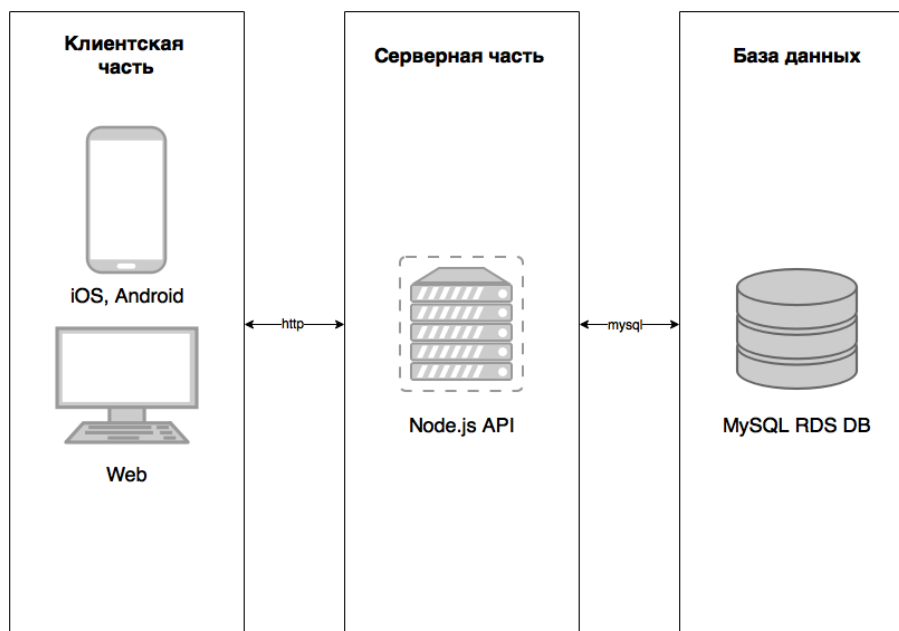 Клиентская
часть
Серверная часть
База данных
iOS, Android
http
mysql
Node.js API
MySQL RDS DB
Web